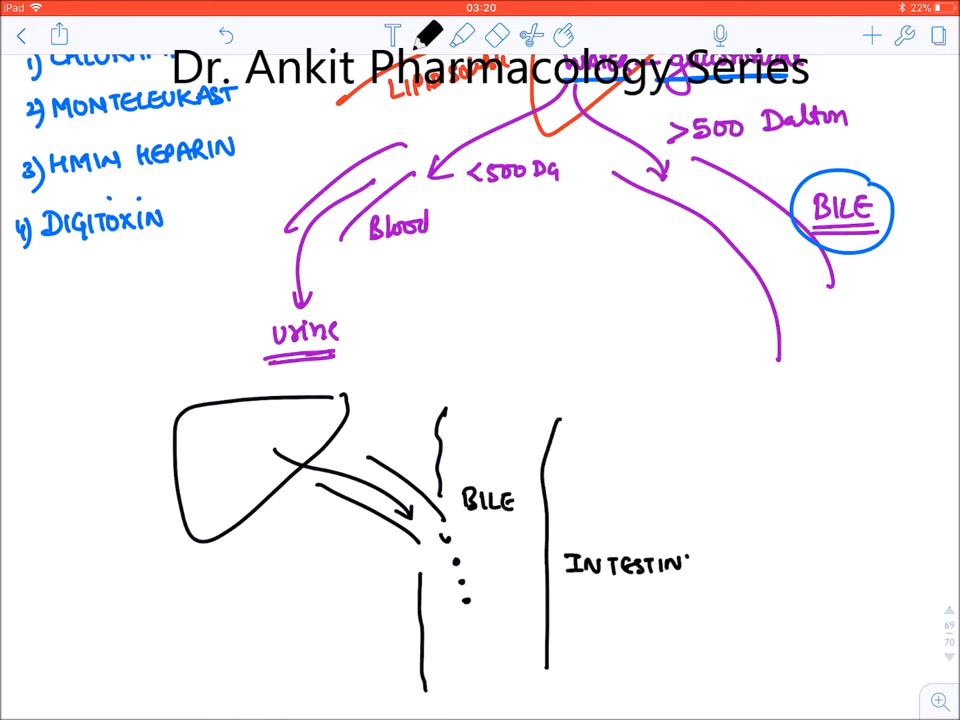 iPad
03:20
22%
Dr. Ankit Pharmacology Series
2) MONTELEUKAST
3) HMIN HEPARIN
4) DIGITOXIN
>500 Dalton
<500 Da
Blood
BILE
urine
BILE
INTESTIN
69
70